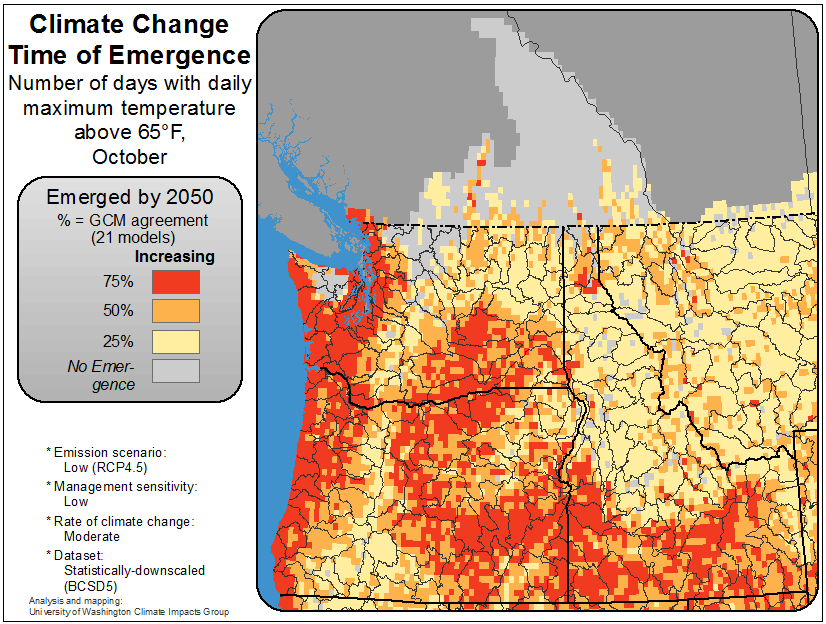 Climate Change
Time of Emergence
Number of days with daily
maximum temperature
above 65°F,
October
Emerged by 2050
% = GCM agreement
(21 models)
Increasing
75%
50%
25%
No Emer-
gence
* Emission scenario:
Low (RCP4.5)
* Management sensitivity:
Low
* Rate of climate change:
Moderate
* Dataset:
Statistically-downscaled
(BCSD5)
Analysis and mapping:
University of Washington Climate Impacts Group